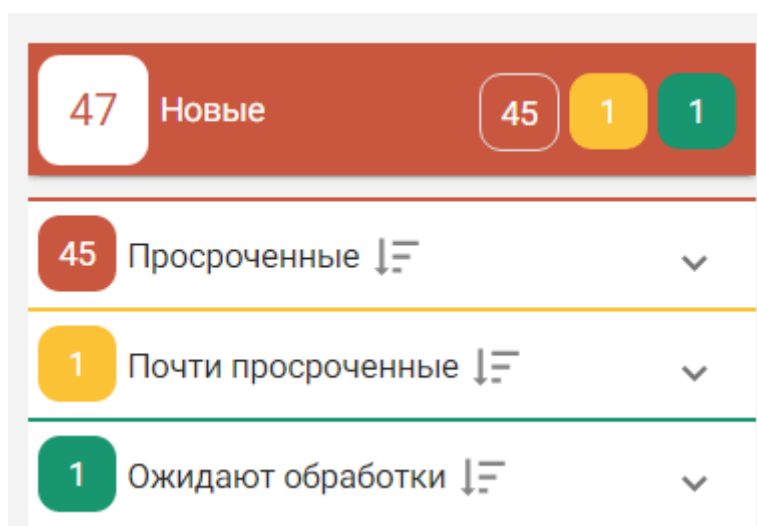 47 Новые 45 1 1
45 Просроченные
1 Почти просроченные
1 Ожидают обработки